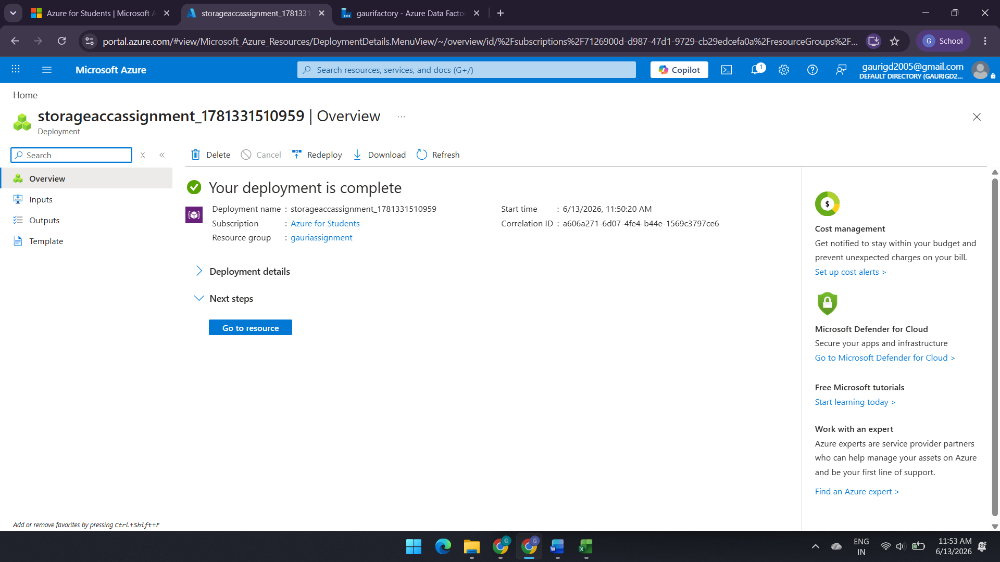 Azure for Students | Microsoft A
storageaccassignment_1781331
gaurifactory - Azure Data Facto
portal.azure.com/#view/Microsoft_Azure_Resources/DeploymentDetails.MenuView/~/overview/id/%2Fsubscriptions%2F7126900d-d987-47d1-9729-cb29edcefa0a%2FresourceGroups%2F...
G School
Microsoft Azure
Search resources, services, and docs (G+/)
Copilot
1
gaurigd2005@gmail.com
DEFAULT DIRECTORY (GAURIGD2...
Home
storageaccassignment_1781331510959 | Overview ...
Deployment
Search
Delete
Cancel
Redeploy
Download
Refresh
Overview
Inputs
Outputs
Template
Your deployment is complete
Deployment name : storageaccassignment_1781331510959
Subscription : Azure for Students
Resource group : gauriassignment
Start time : 6/13/2026, 11:50:20 AM
Correlation ID : a606a271-6d07-4fe4-b44e-1569c3797ce6
Deployment details
Next steps
Go to resource
$
Cost management
Get notified to stay within your budget and
prevent unexpected charges on your bill.
Set up cost alerts >
Microsoft Defender for Cloud
Secure your apps and infrastructure
Go to Microsoft Defender for Cloud >
Free Microsoft tutorials
Start learning today >
Work with an expert
Azure experts are service provider partners
who can help manage your assets on Azure
and be your first line of support.
Find an Azure expert >
Add or remove favorites by pressing Ctrl+Shift+F
G
G
W
X
ENG
IN
11:53 AM
6/13/2026